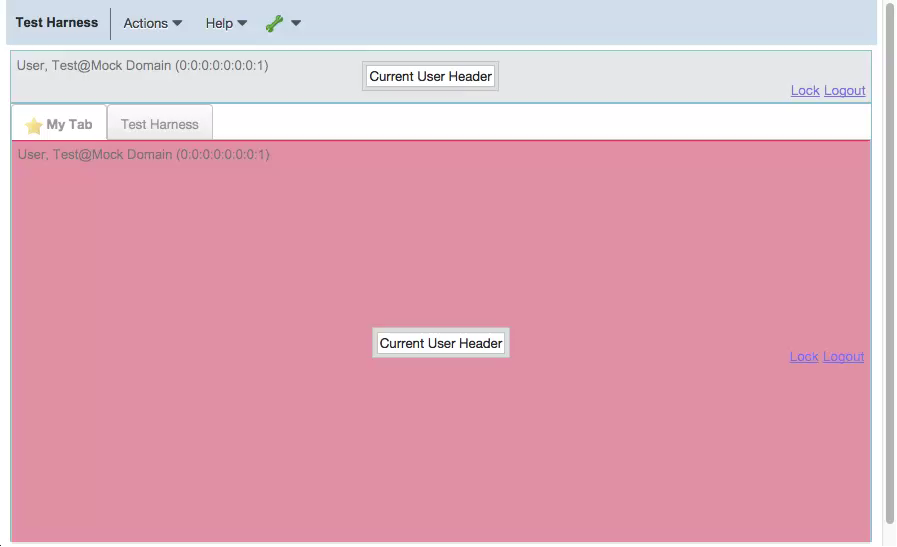 Test Harness Actions Help
User, Test@Mock Domain (0:0:0:0:0:0:0:1)
Current User Header
Lock Logout
My Tab Test Harness
User, Test@Mock Domain (0:0:0:0:0:0:0:1)
Current User Header
Lock Logout